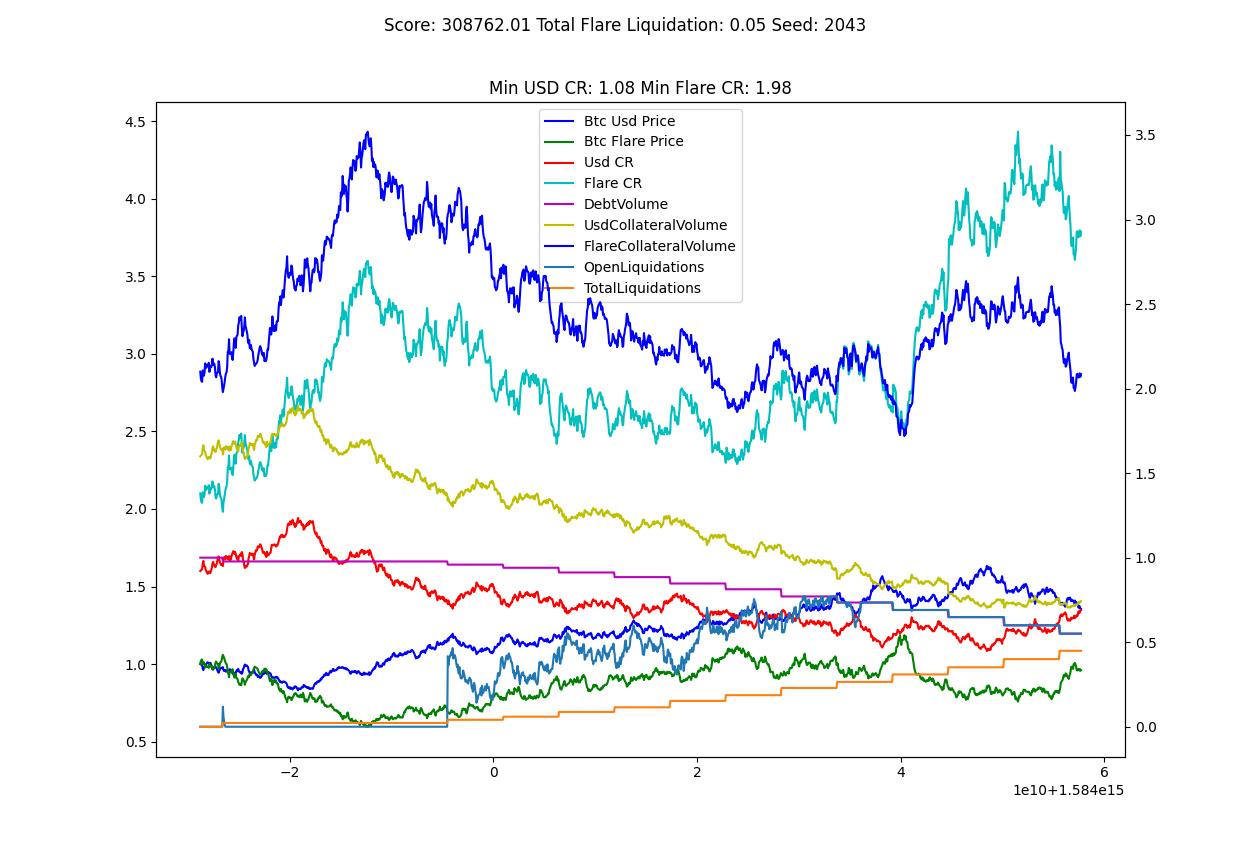 Score: 308762.01 Total Flare Liquidation: 0.05 Seed: 2043
Min USD CR: 1.08 Min Flare CR: 1.98
Btc Usd Price
Btc Flare Price
Usd CR
Flare CR
DebtVolume
UsdCollateralVolume
FlareCollateralVolume
OpenLiquidations
TotalLiquidations
4.5
4.0
3.5
3.0
2.5
2.0
1.5
1.0
0.5
3.5
3.0
2.5
2.0
1.5
1.0
0.5
0.0
−2 0 2 4 6
1e10+1.584e15